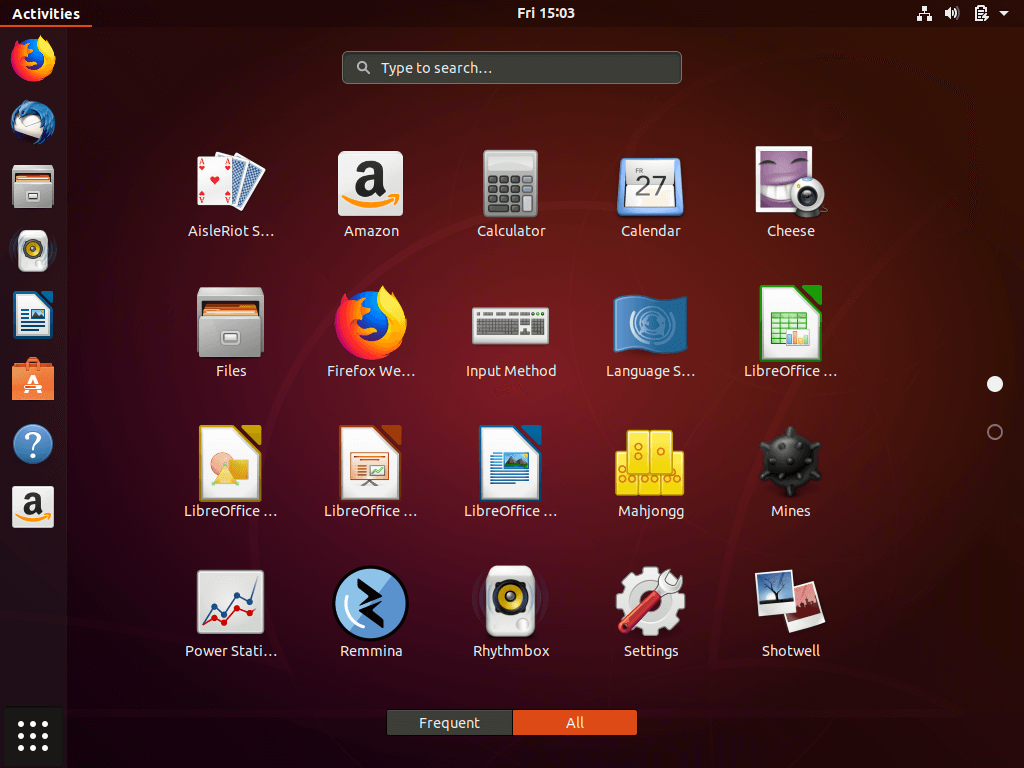 Activities
Fri 15:03
Type to search...
AisleRiot S...
Amazon
Calculator
FR
27
Calendar
Cheese
Files
Firefox We...
Input Method
Language S...
LibreOffice ...
LibreOffice ...
LibreOffice ...
LibreOffice ...
Mahjongg
Mines
Power Stati...
Remmina
Rhythmbox
Settings
Shotwell
Frequent
All